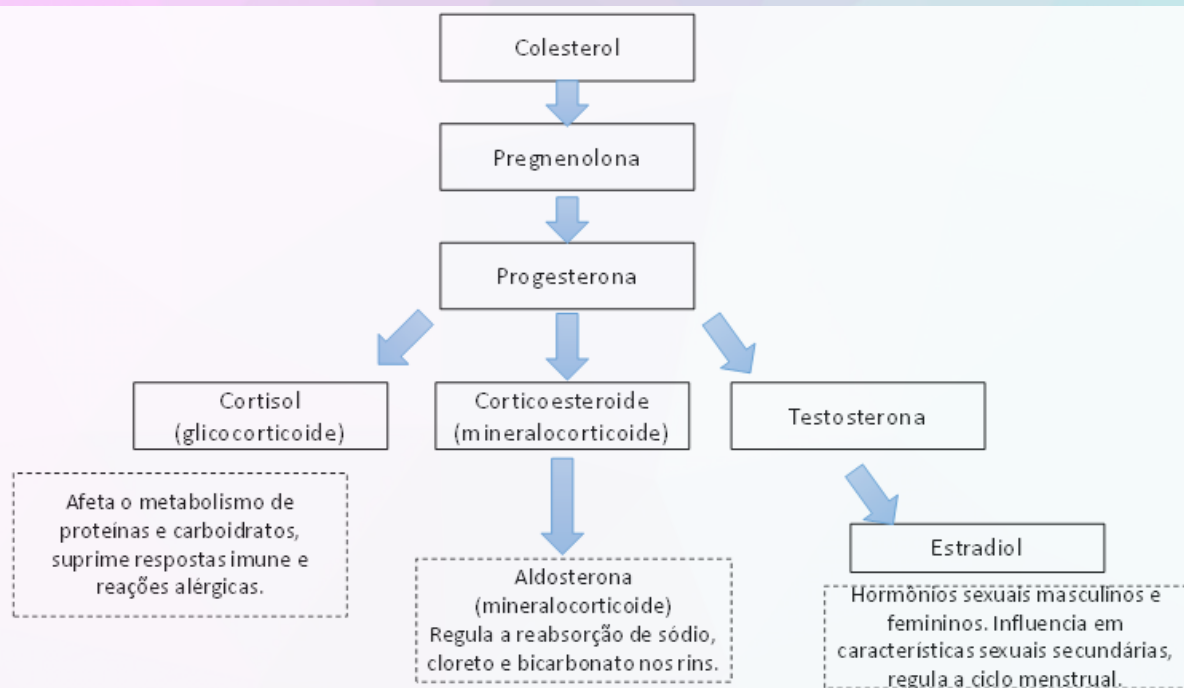 Colesterol
Pregnenolona
Progesterona
Cortisol
(glicocorticoide)
Corticoesteroide
(mineralocorticoide)
Testosterona
Afeta o metabolismo de
proteínas e carboidratos,
suprime respostas imune e
reações alérgicas.
Aldosterona
(mineralocorticoide)
Regula a reabsorção de sódio,
cloreto e bicarbonato nos rins.
Estradiol
Hormônios sexuais masculinos e
femininos. Influencia em
características sexuais secundárias,
regula a ciclo menstrual.